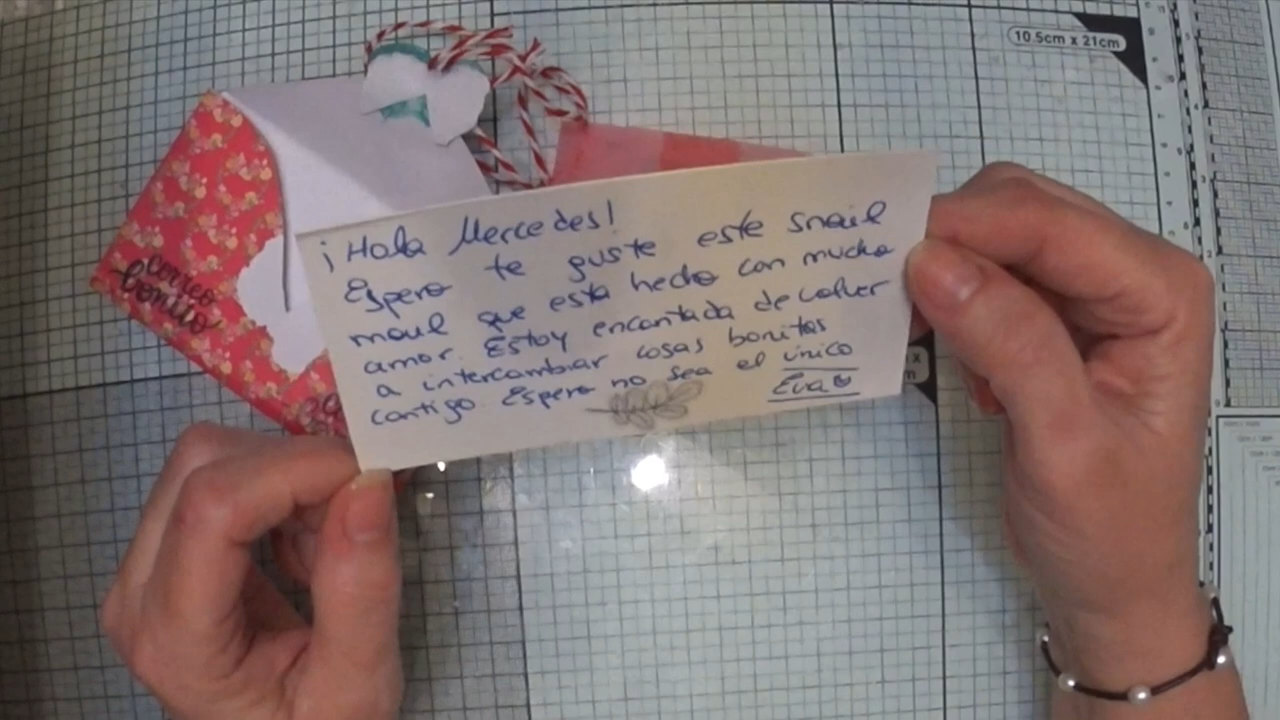 10.5cm x 21cm
correo
bonito
¡Hola Mercedes!
Espero te guste este snail
mail que esta hecho con mucho
amor. Estoy encantada de volver
a intercambiar cosas bonitas
contigo. Espero no sea el único
Eva